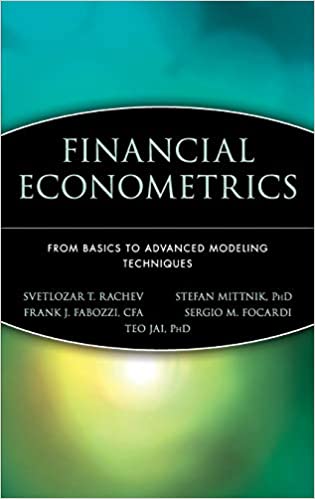 FINANCIAL
ECONOMETRICS
FROM BASICS TO ADVANCED MODELING
TECHNIQUES
SVETLOZAR T. RACHEV STEFAN MITTNIK, PHD
FRANK J. FABOZZI, CFA SERGIO M. FOCARDI
TEO JAI, PHD